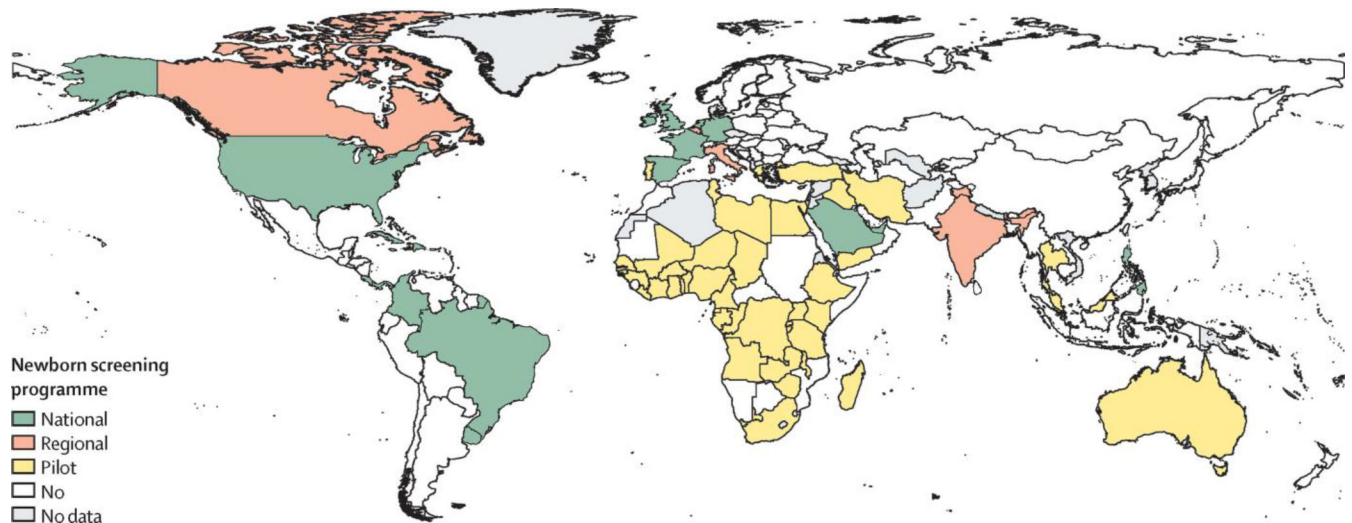 Newborn screening
programme
National
Regional
Pilot
No
No data